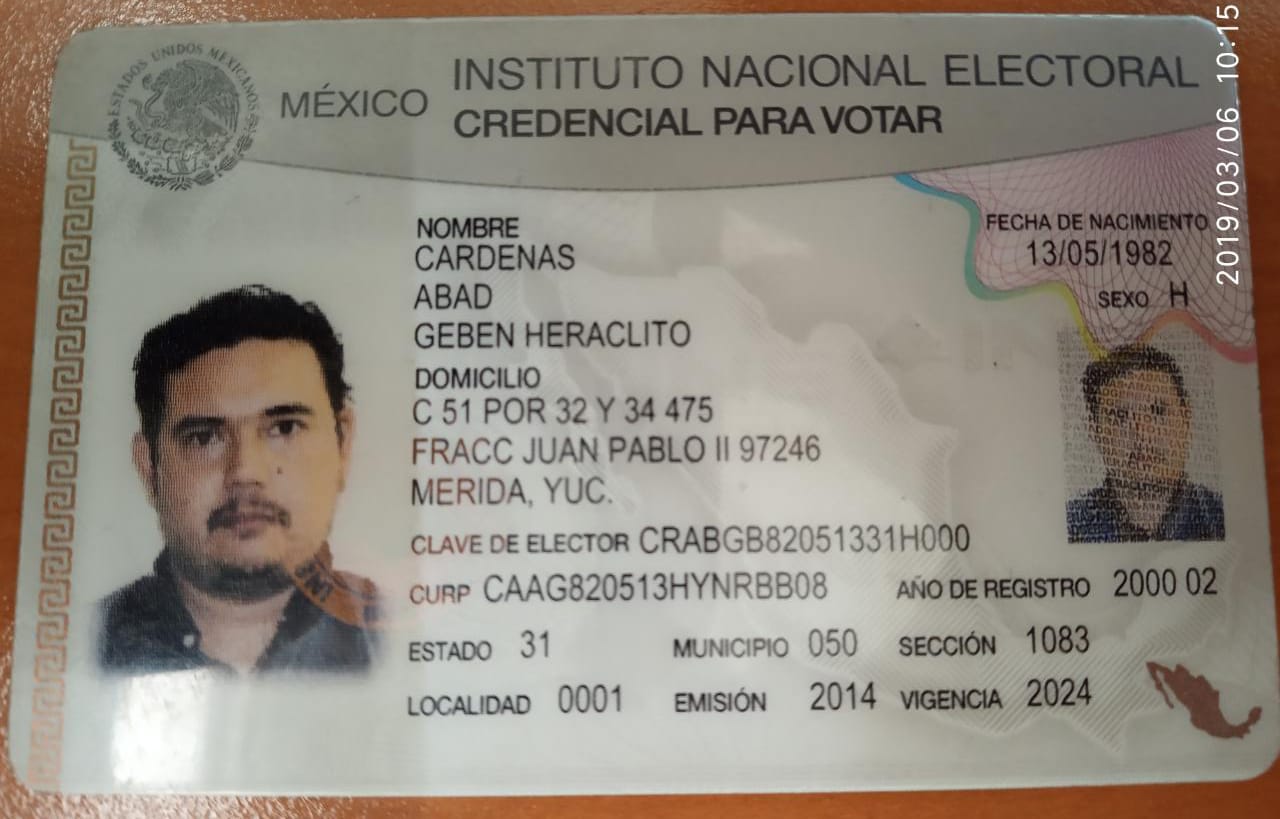 ESTADOS UNIDOS MEXICANOS
MÉXICO
INSTITUTO NACIONAL ELECTORAL
CREDENCIAL PARA VOTAR
NOMBRE
CARDENAS
ABAD
GEBEN HERACLITO
DOMICILIO
C 51 POR 32 Y 34 475
FRACC JUAN PABLO II 97246
MERIDA, YUC.
CLAVE DE ELECTOR CRABGB82051331H000
CURP CAAG820513HYNRBB08 AÑO DE REGISTRO 2000 02
ESTADO 31 MUNICIPIO 050 SECCIÓN 1083
LOCALIDAD 0001 EMISIÓN 2014 VIGENCIA 2024
FECHA DE NACIMIENTO
13/05/1982
SEXO H
2019/03/06 10:15